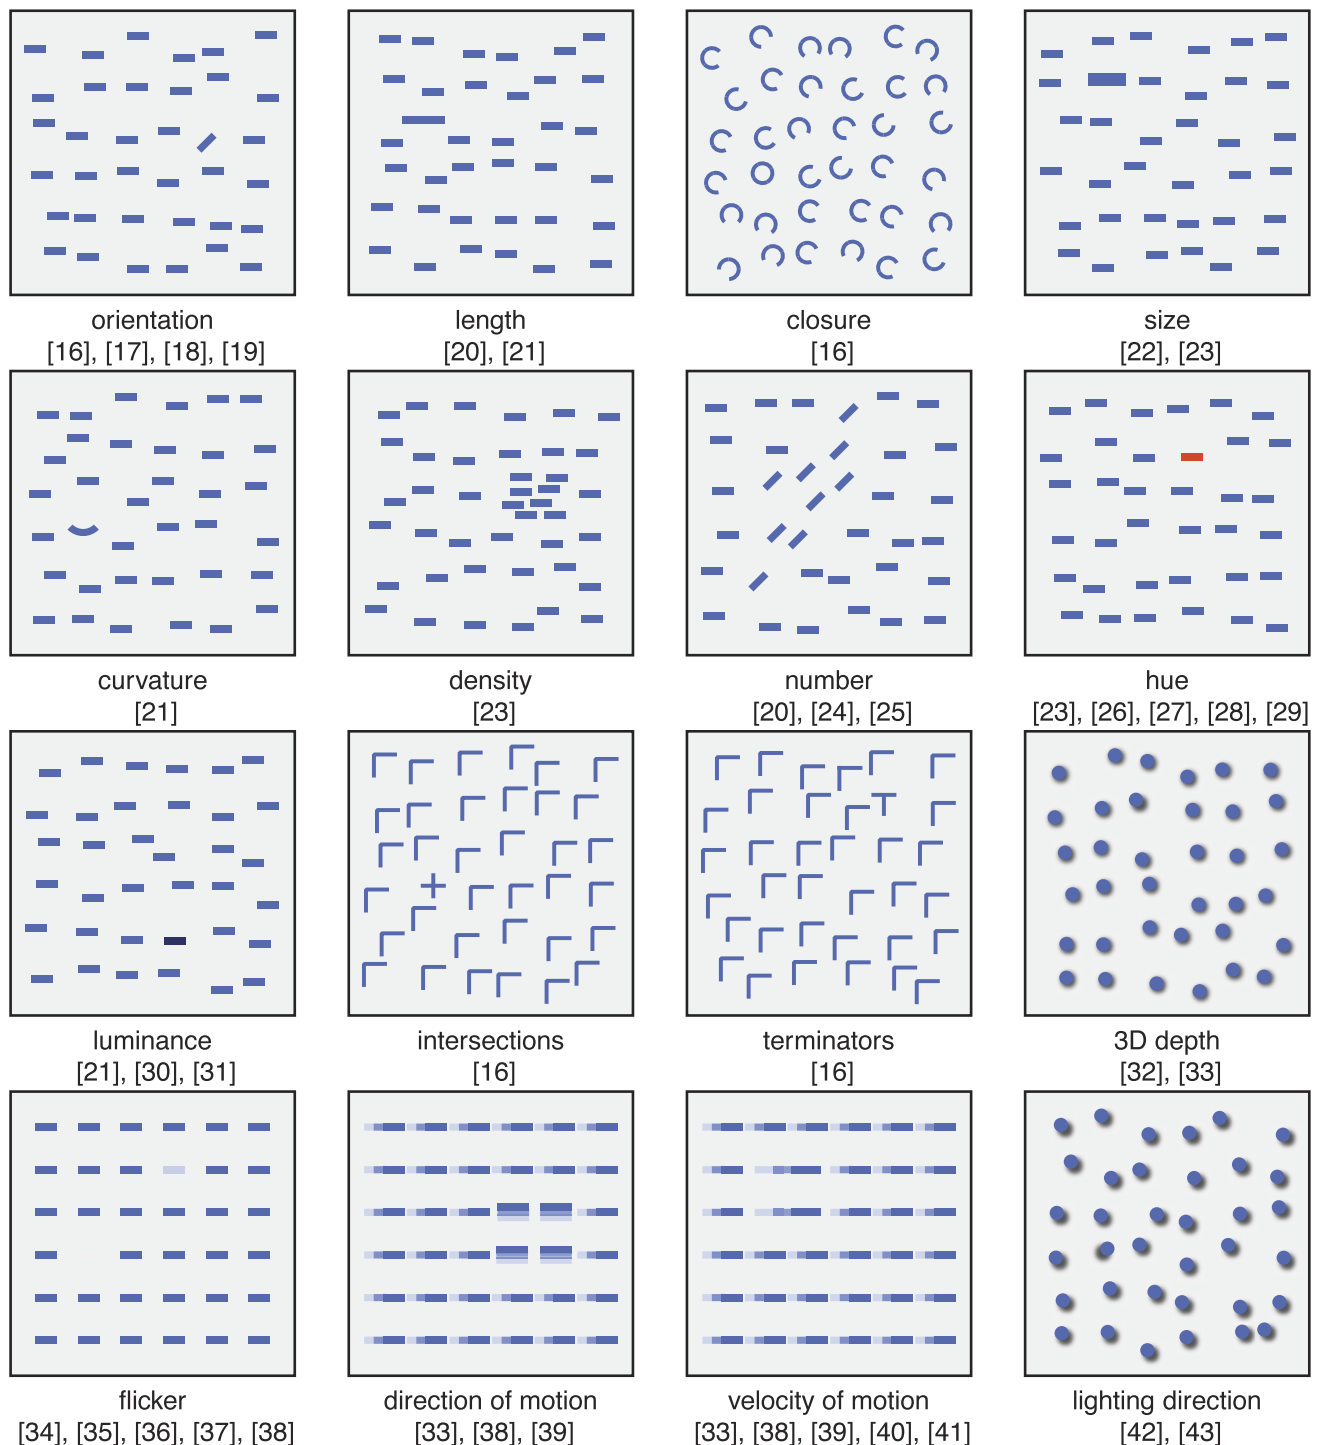 orientation
[16], [17], [18], [19]
length
[20], [21]
closure
[16]
size
[22], [23]
curvature
[21]
density
[23]
number
[20], [24], [25]
hue
[23], [26], [27], [28], [29]
luminance
[21], [30], [31]
intersections
[16]
terminators
[16]
3D depth
[32], [33]
flicker
[34], [35], [36], [37], [38]
direction of motion
[33], [38], [39]
velocity of motion
[33], [38], [39], [40], [41]
lighting direction
[42], [43]